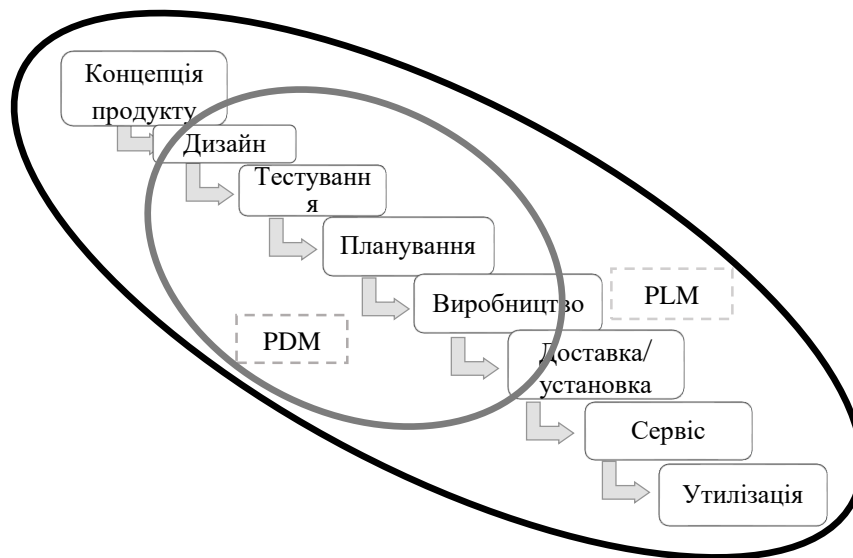 Концепція
продукту
Дизайн
Тестуванн
я
Планування
Виробництво
PLM
PDM
Доставка/
установка
Сервіс
Утилізація